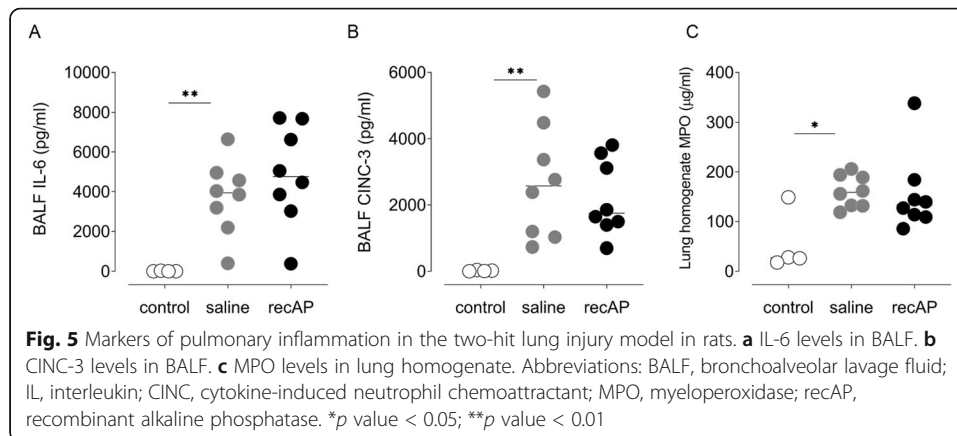 A
B
C
BALF IL-6 (pg/ml)
10000
8000
6000
4000
2000
0
**
control saline recAP
BALF CINC-3 (pg/ml)
6000
4000
2000
0
**
control saline recAP
Lung homogenate MPO (µg/ml)
400
300
200
100
0
*
control saline recAP
Fig. 5 Markers of pulmonary inflammation in the two-hit lung injury model in rats. a IL-6 levels in BALF. b
CINC-3 levels in BALF. c MPO levels in lung homogenate. Abbreviations: BALF, bronchoalveolar lavage fluid;
IL, interleukin; CINC, cytokine-induced neutrophil chemoattractant; MPO, myeloperoxidase; recAP,
recombinant alkaline phosphatase. *p value < 0.05; **p value < 0.01